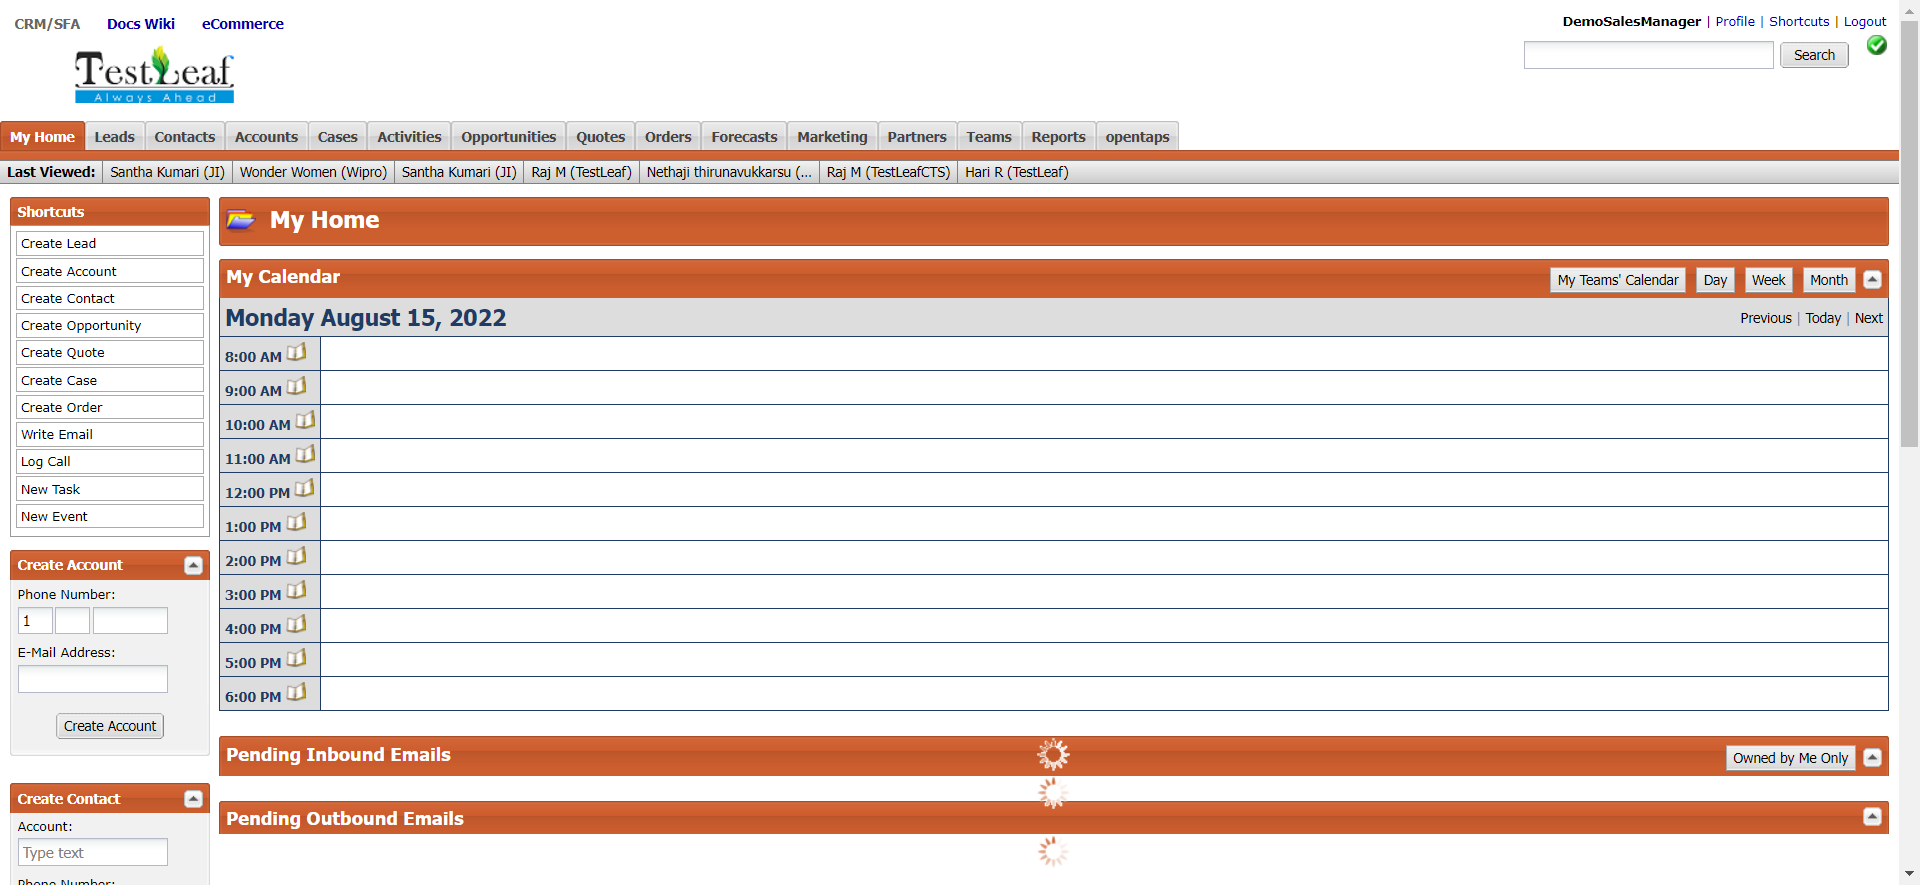 CRM/SFA Docs Wiki eCommerce
DemoSalesManager | Profile | Shortcuts | Logout
Search
TestLeaf
Always Ahead
My Home Leads Contacts Accounts Cases Activities Opportunities Quotes Orders Forecasts Marketing Partners Teams Reports opentaps
Last Viewed: Santha Kumari (JI) Wonder Women (Wipro) Santha Kumari (JI) Raj M (TestLeaf) Nethaji thirunavukkarsu (... Raj M (TestLeafCTS) Hari R (TestLeaf)
Shortcuts
Create Lead
Create Account
Create Contact
Create Opportunity
Create Quote
Create Case
Create Order
Write Email
Log Call
New Task
New Event
Create Account
Phone Number:
1
E-Mail Address:
Create Account
Create Contact
Account:
Type text
Phone Number:
My Home
My Calendar
My Teams' Calendar Day Week Month
Monday August 15, 2022
Previous | Today | Next
8:00 AM
9:00 AM
10:00 AM
11:00 AM
12:00 PM
1:00 PM
2:00 PM
3:00 PM
4:00 PM
5:00 PM
6:00 PM
Pending Inbound Emails
Owned by Me Only
Pending Outbound Emails